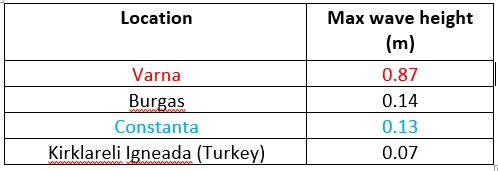 Location Max wave height
(m)
Varna 0.87
Burgas 0.14
Constanta 0.13
Kirklareli Igneada (Turkey) 0.07